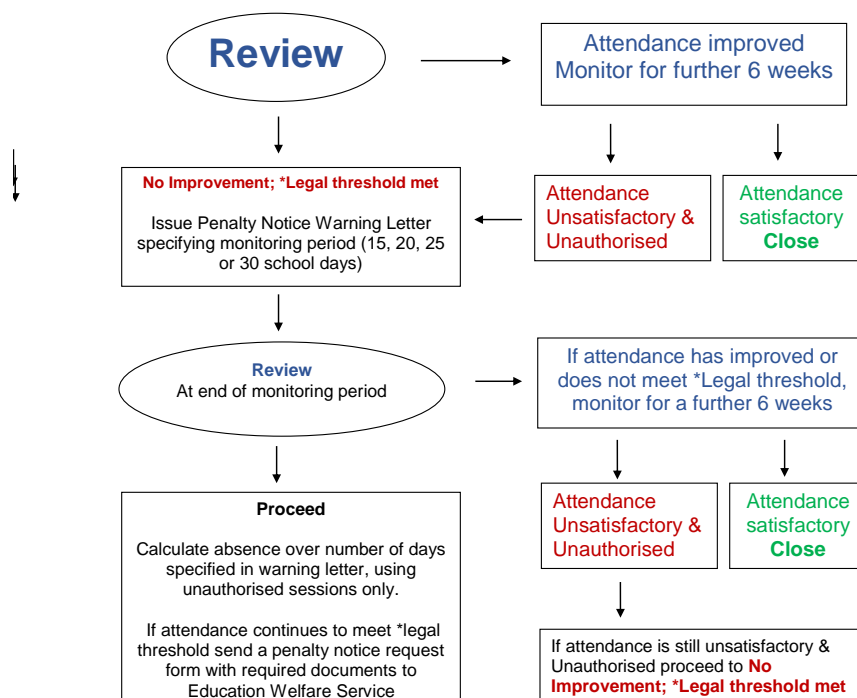 Review
Attendance improved
Monitor for further 6 weeks
No Improvement; *Legal threshold met
Issue Penalty Notice Warning Letter
specifying monitoring period (15, 20, 25
or 30 school days)
Attendance
Unsatisfactory &
Unauthorised
Attendance
satisfactory
Close
Review
At end of monitoring period
If attendance has improved or
does not meet *Legal threshold,
monitor for a further 6 weeks
Proceed
Calculate absence over number of days
specified in warning letter, using
unauthorised sessions only.
If attendance continues to meet *legal
threshold send a penalty notice request
form with required documents to
Education Welfare Service
Attendance
Unsatisfactory &
Unauthorised
Attendance
satisfactory
Close
If attendance is still unsatisfactory &
Unauthorised proceed to No
Improvement; *Legal threshold met